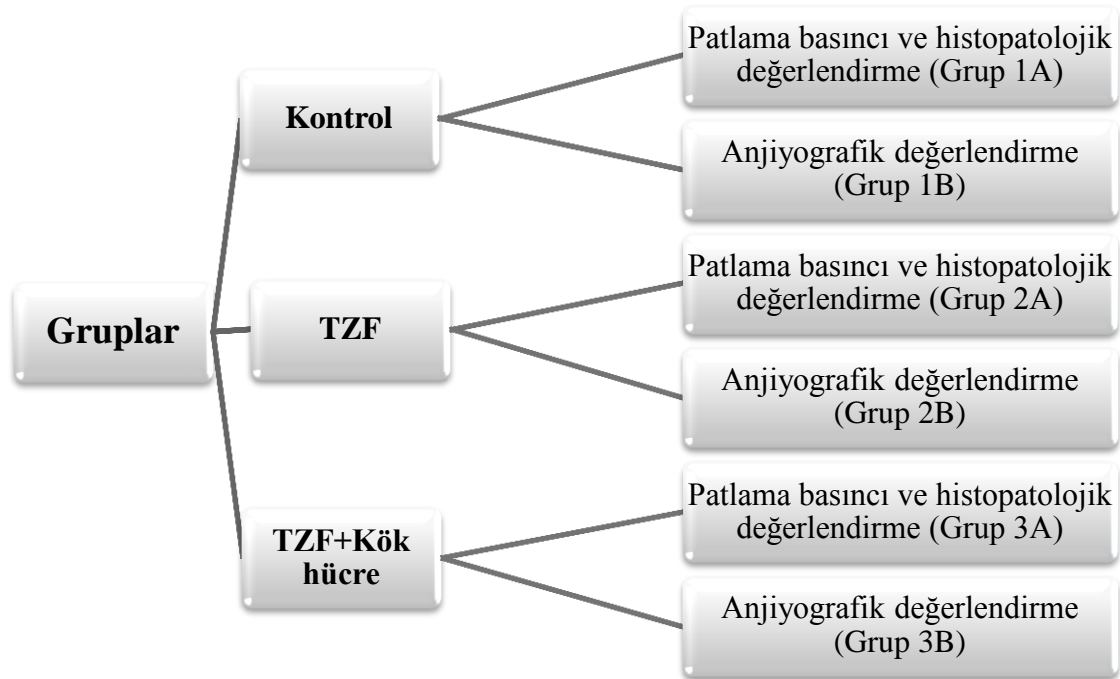 Gruplar
Kontrol
Patlama basıncı ve histopatolojik
değerlendirme (Grup 1A)
Anjiyografik değerlendirme
(Grup 1B)
TZF
Patlama basıncı ve histopatolojik
değerlendirme (Grup 2A)
Anjiyografik değerlendirme
(Grup 2B)
TZF+Kök
hücre
Patlama basıncı ve histopatolojik
değerlendirme (Grup 3A)
Anjiyografik değerlendirme
(Grup 3B)